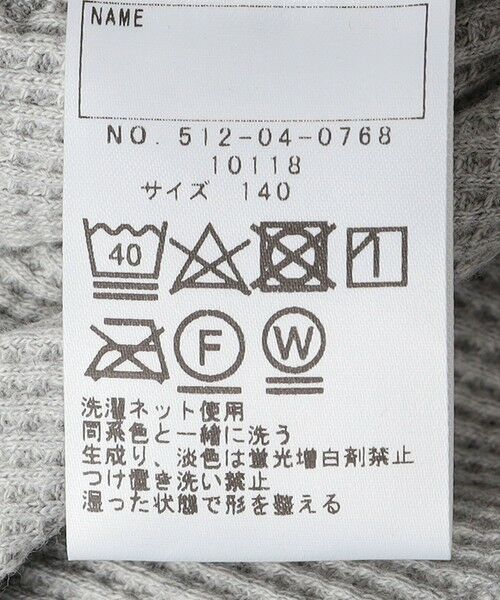 NAME
NO. 512-04-0768
10118
サイズ 140
40
F W
洗濯ネット使用
同系色と一緒に洗う
生成り、淡色は蛍光増白剤禁止
つけ置き洗い禁止
湿った状態で形を整える